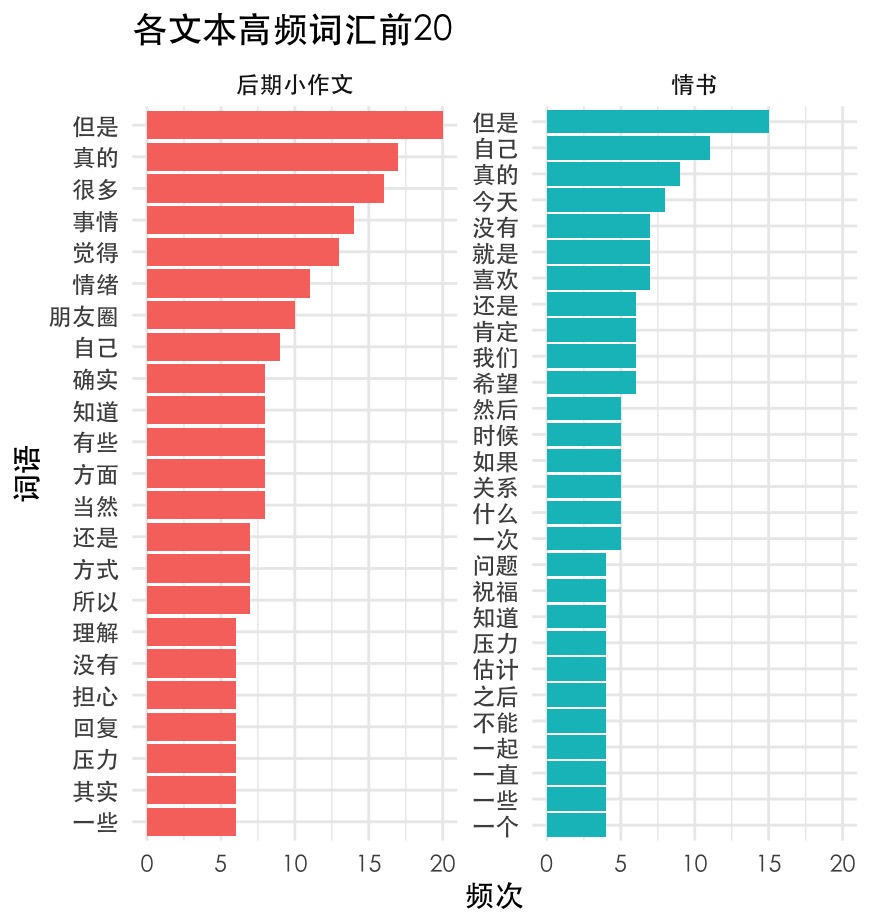 各文本高频词汇前20
后期小作文
但是
真的
很多
事情
觉得
情绪
朋友圈
自己
确实
知道
有些
方面
当然
还是
方式
所以
理解
没有
担心
回复
压力
其实
一些
0 5 10 15 20
情书
但是
自己
真的
今天
没有
就是
喜欢
还是
肯定
我们
希望
然后
时候
如果
关系
什么
一次
问题
祝福
知道
压力
估计
之后
不能
一起
一直
一些
一个
0 5 10 15 20
词语
频次